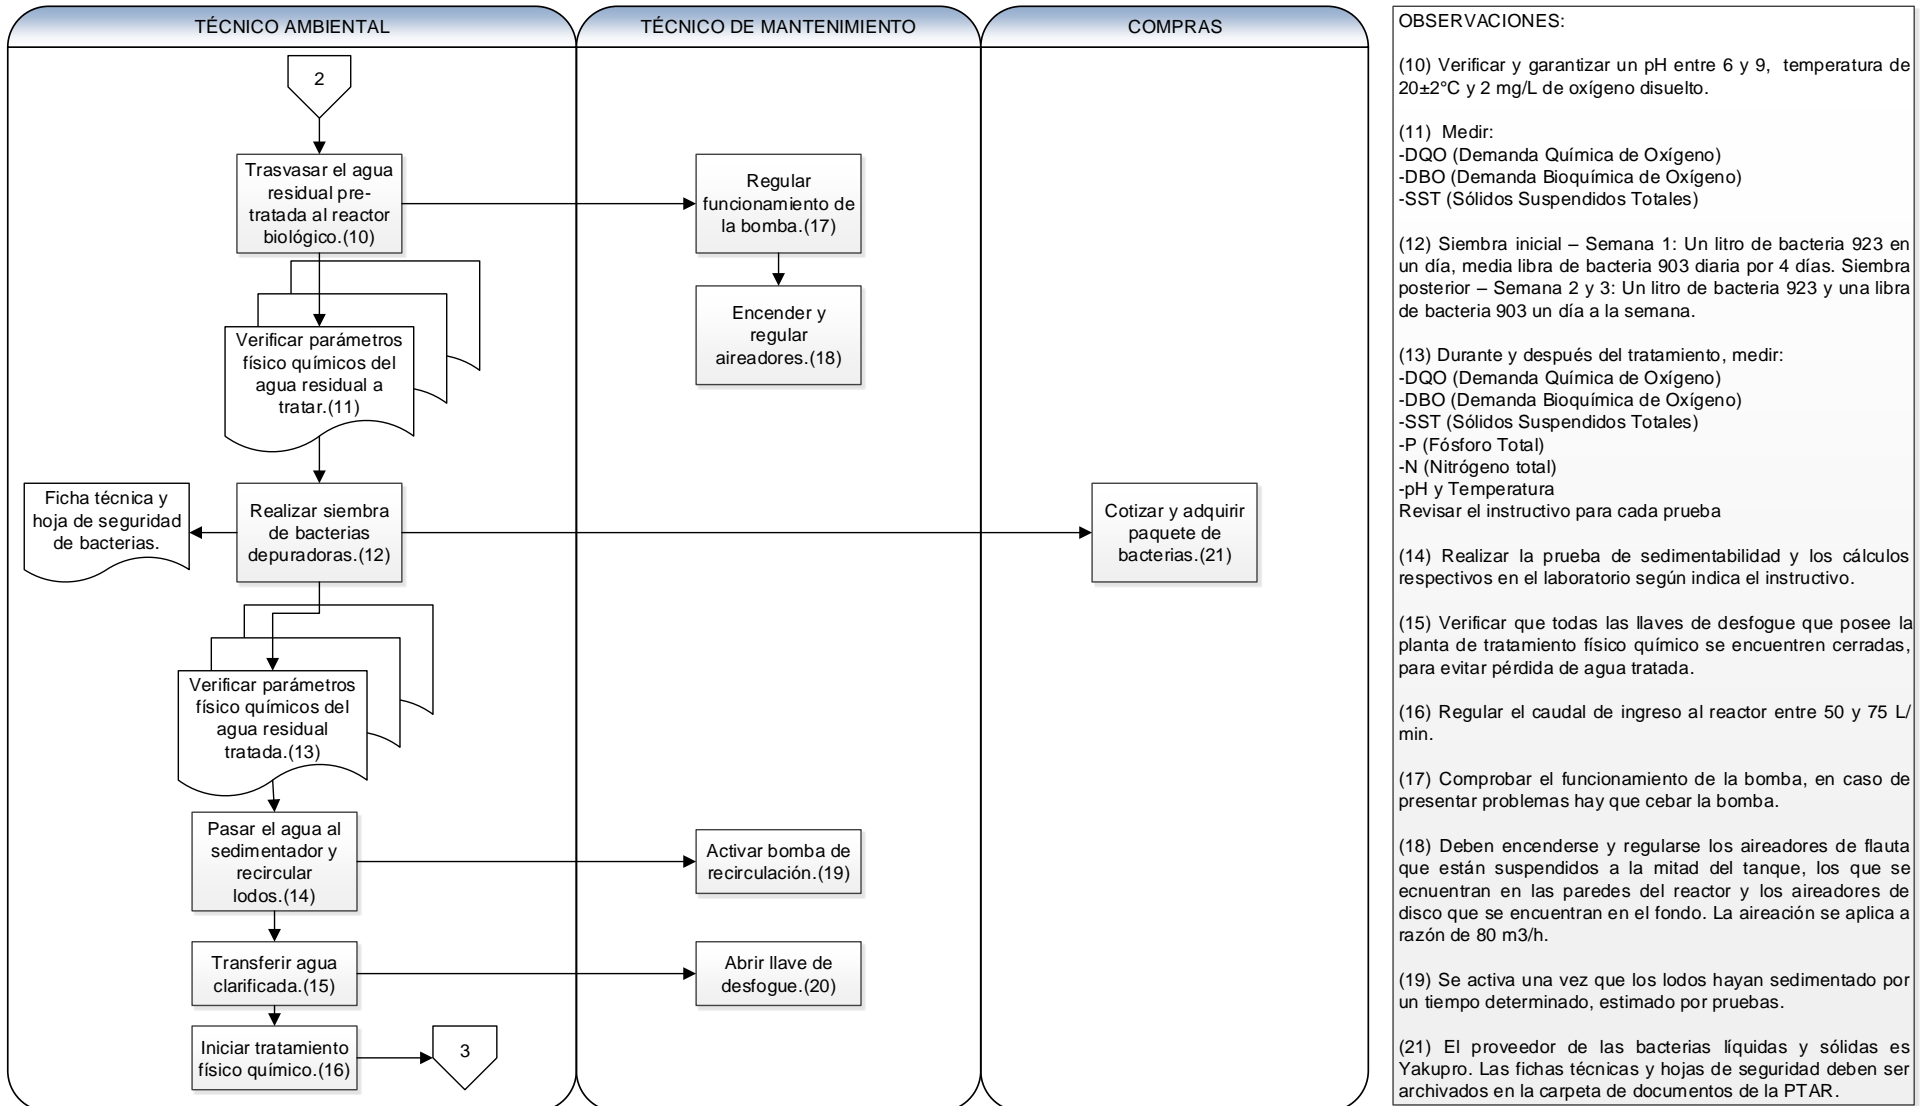 TÉCNICO AMBIENTAL
TÉCNICO DE MANTENIMIENTO
COMPRAS
2
Trasvasar el agua
residual pre-
tratada al reactor
biológico.(10)
Regular
funcionamiento de
la bomba.(17)
Encender y
regular
aireadores.(18)
Verificar parámetros
físico químicos del
agua residual a
tratar.(11)
Ficha técnica y
hoja de seguridad
de bacterias.
Realizar siembra
de bacterias
depuradoras.(12)
Cotizar y adquirir
paquete de
bacterias.(21)
Verificar parámetros
físico químicos del
agua residual
tratada.(13)
Pasar el agua al
sedimentador y
recircular
lodos.(14)
Activar bomba de
recirculación.(19)
Transferir agua
clarificada.(15)
Abrir llave de
desfogue.(20)
Iniciar tratamiento
físico químico.(16)
3
OBSERVACIONES:
(10) Verificar y garantizar un pH entre 6 y 9, temperatura de
20±2°C y 2 mg/L de oxígeno disuelto.
(11) Medir:
-DQO (Demanda Química de Oxígeno)
-DBO (Demanda Bioquímica de Oxígeno)
-SST (Sólidos Suspendidos Totales)
(12) Siembra inicial – Semana 1: Un litro de bacteria 923 en
un día, media libra de bacteria 903 diaria por 4 días. Siembra
posterior – Semana 2 y 3: Un litro de bacteria 923 y una libra
de bacteria 903 un día a la semana.
(13) Durante y después del tratamiento, medir:
-DQO (Demanda Química de Oxígeno)
-DBO (Demanda Bioquímica de Oxígeno)
-SST (Sólidos Suspendidos Totales)
-P (Fósforo Total)
-N (Nitrógeno total)
-pH y Temperatura
Revisar el instructivo para cada prueba
(14) Realizar la prueba de sedimentabilidad y los cálculos
respectivos en el laboratorio según indica el instructivo.
(15) Verificar que todas las llaves de desfogue que posee la
planta de tratamiento físico químico se encuentren cerradas,
para evitar pérdida de agua tratada.
(16) Regular el caudal de ingreso al reactor entre 50 y 75 L/
min.
(17) Comprobar el funcionamiento de la bomba, en caso de
presentar problemas hay que cebar la bomba.
(18) Deben encenderse y regularse los aireadores de flauta
que están suspendidos a la mitad del tanque, los que se
ecnuentran en las paredes del reactor y los aireadores de
disco que se encuentran en el fondo. La aireación se aplica a
razón de 80 m3/h.
(19) Se activa una vez que los lodos hayan sedimentado por
un tiempo determinado, estimado por pruebas.
(21) El proveedor de las bacterias líquidas y sólidas es
Yakupro. Las fichas técnicas y hojas de seguridad deben ser
archivados en la carpeta de documentos de la PTAR.